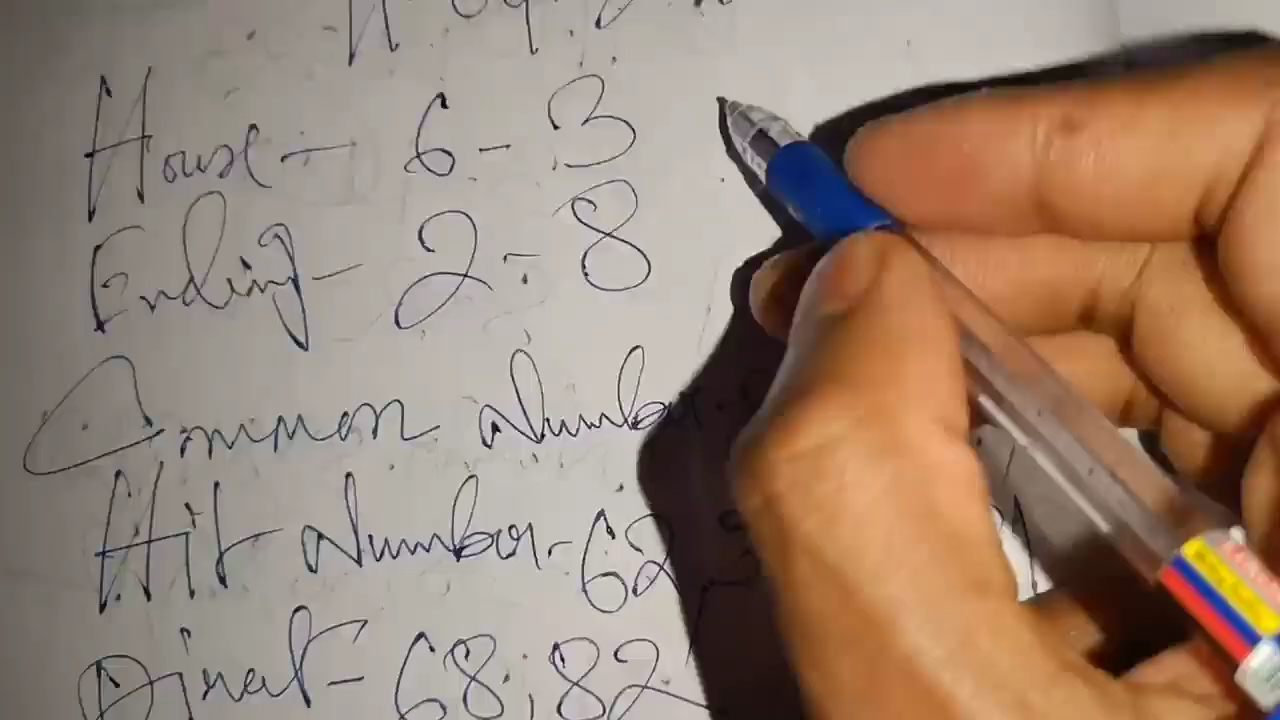 House - 6 - 3
Ending - 2 - 8
Common Number
Hit Number - 62
Direct - 68, 82